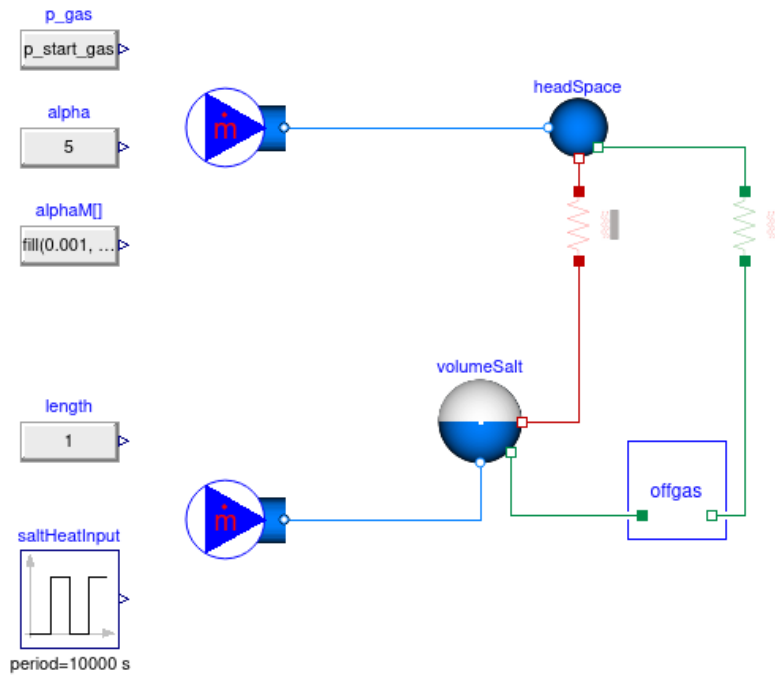 p_gas
p_start_gas
alpha
5
alphaM[]
fill(0.001, ...
length
1
saltHeatInput
period=10000 s
ṁ
headSpace
volumeSalt
ṁ
offgas